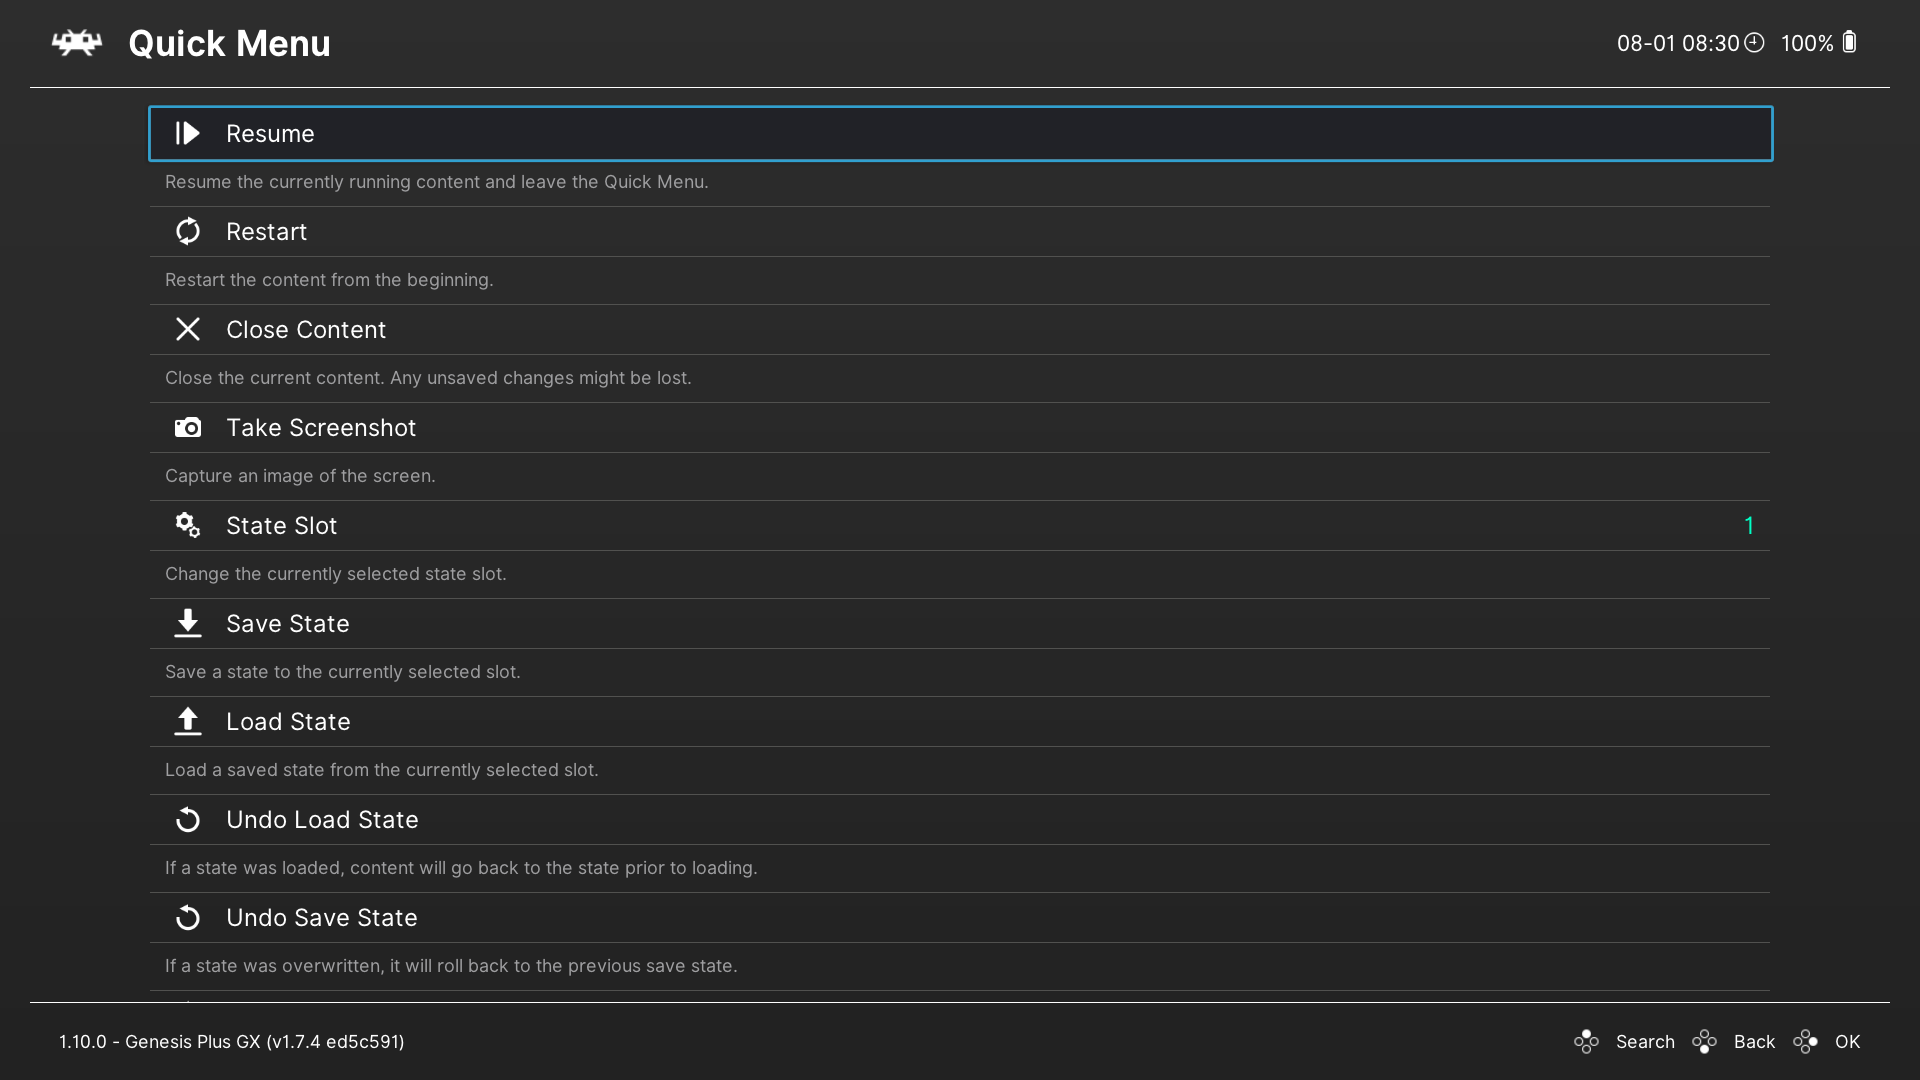 Quick Menu
08-01 08:30 100%
Resume
Resume the currently running content and leave the Quick Menu.
Restart
Restart the content from the beginning.
Close Content
Close the current content. Any unsaved changes might be lost.
Take Screenshot
Capture an image of the screen.
State Slot 1
Change the currently selected state slot.
Save State
Save a state to the currently selected slot.
Load State
Load a saved state from the currently selected slot.
Undo Load State
If a state was loaded, content will go back to the state prior to loading.
Undo Save State
If a state was overwritten, it will roll back to the previous save state.
1.10.0 - Genesis Plus GX (v1.7.4 ed5c591) Search Back OK